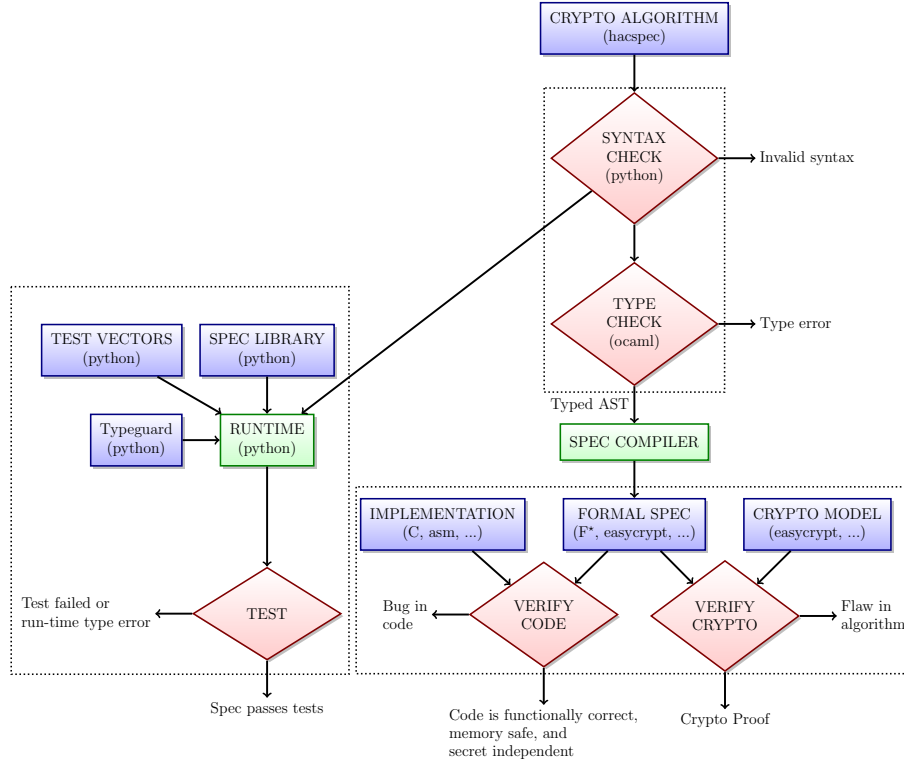 CRYPTO ALGORITHM
(hacspec)
SYNTAX
CHECK
(python)
Invalid syntax
TYPE
CHECK
(ocaml)
Type error
Typed AST
SPEC COMPILER
TEST VECTORS
(python)
SPEC LIBRARY
(python)
Typeguard
(python)
RUNTIME
(python)
TEST
Test failed or
run-time type error
Spec passes tests
IMPLEMENTATION
(C, asm, ...)
FORMAL SPEC
(F*, easycrypt, ...)
CRYPTO MODEL
(easycrypt, ...)
Bug in
code
VERIFY
CODE
VERIFY
CRYPTO
Flaw in
algorithm
Code is functionally correct,
memory safe, and
secret independent
Crypto Proof